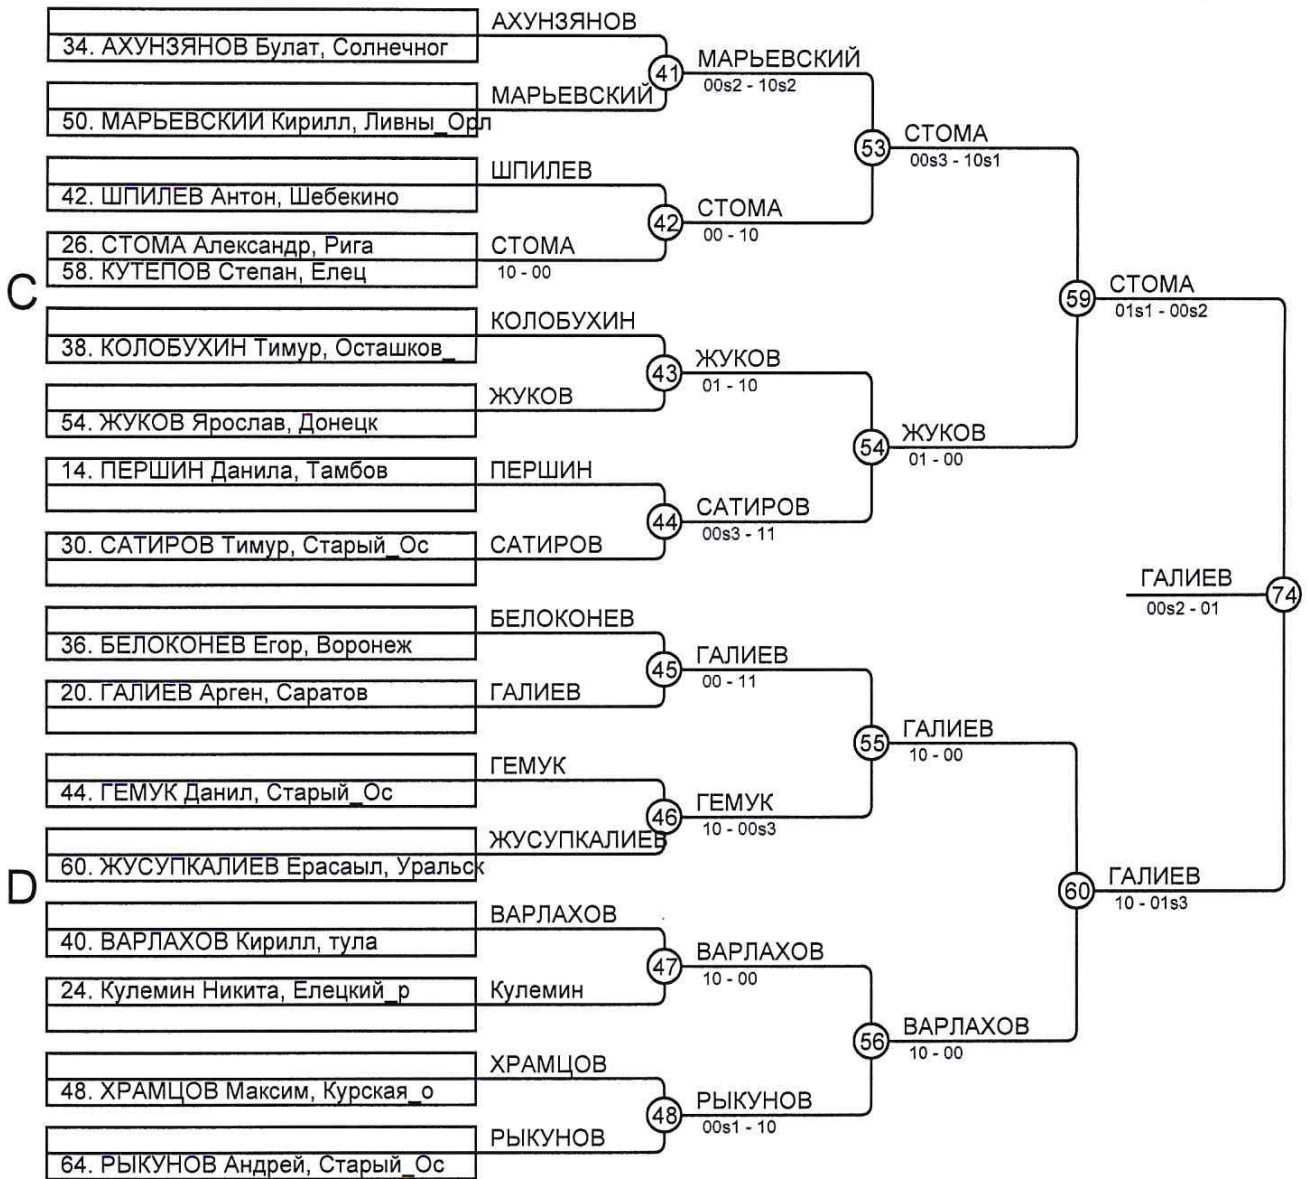 АХУНЗЯНОВ
34. АХУНЗЯНОВ Булат, Солнечног
41
МАРЬЕВСКИЙ
00s2 - 10s2
МАРЬЕВСКИЙ
50. МАРЬЕВСКИЙ Кирилл, Ливны_Орл
53
СТОМА
00s3 - 10s1
ШПИЛЕВ
42. ШПИЛЕВ Антон, Шебекино
42
СТОМА
00 - 10
26. СТОМА Александр, Рига
СТОМА
58. КУТЕПОВ Степан, Елец
10 - 00
C
59
СТОМА
01s1 - 00s2
КОЛОБУХИН
38. КОЛОБУХИН Тимур, Осташков_
43
ЖУКОВ
01 - 10
ЖУКОВ
54. ЖУКОВ Ярослав, Донецк
54
ЖУКОВ
01 - 00
14. ПЕРШИН Данила, Тамбов
ПЕРШИН
44
САТИРОВ
00s3 - 11
30. САТИРОВ Тимур, Старый_Ос
САТИРОВ
ГАЛИЕВ
74
00s2 - 01
БЕЛОКОНЕВ
36. БЕЛОКОНЕВ Егор, Воронеж
45
ГАЛИЕВ
00 - 11
20. ГАЛИЕВ Арген, Саратов
ГАЛИЕВ
55
ГАЛИЕВ
10 - 00
ГЕМУК
44. ГЕМУК Данил, Старый_Ос
46
ГЕМУК
10 - 00s3
ЖУСУПКАЛИЕВ
60. ЖУСУПКАЛИЕВ Ерасаыл, Уральск
D
60
ГАЛИЕВ
10 - 01s3
ВАРЛАХОВ
40. ВАРЛАХОВ Кирилл, тула
47
ВАРЛАХОВ
10 - 00
24. Кулемин Никита, Елецкий_р
Кулемин
56
ВАРЛАХОВ
10 - 00
ХРАМЦОВ
48. ХРАМЦОВ Максим, Курская_о
48
РЫКУНОВ
00s1 - 10
РЫКУНОВ
64. РЫКУНОВ Андрей, Старый_Ос